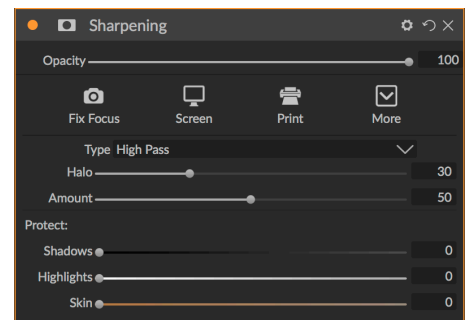 Sharpening
Opacity 100
Fix Focus Screen Print More
Type High Pass
Halo 30
Amount 50
Protect:
Shadows 0
Highlights 0
Skin 0